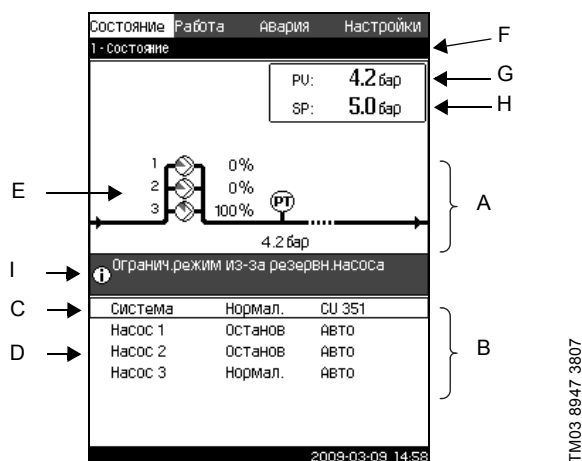 Состояние Работа Авария Настройки
1 - Состояние
F
PV: 4.2 бар
G
SP: 5.0 бар
H
1 0%
2 0%
E
3 100% PT
A
4.2 бар
I
i Огранич.режим из-за резервн.насоса
C
Система Нормал. CU 351
Насос 1 Останов Авто
D
Насос 2 Останов Авто
B
Насос 3 Нормал. Авто
2009-03-09 14:58
TM03 8947 3807